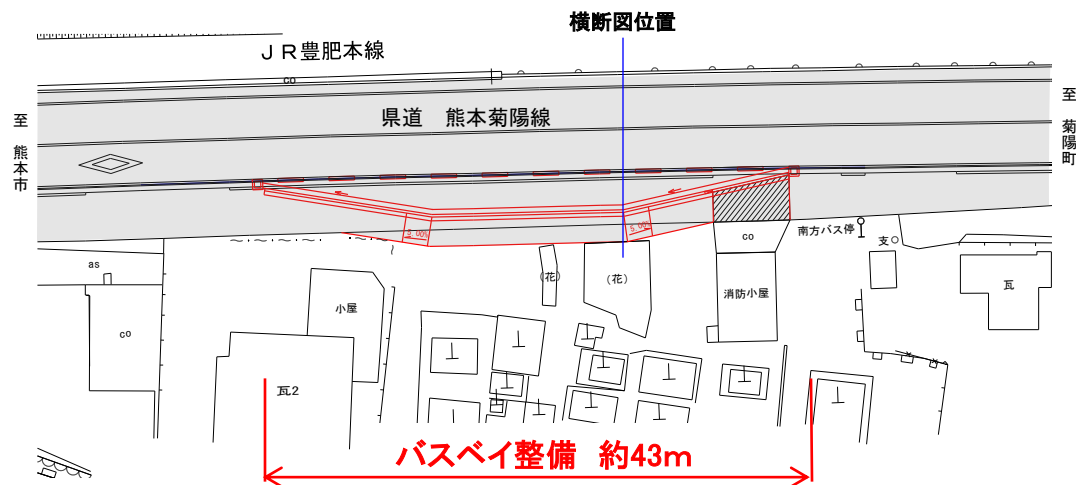 横断図位置
ＪＲ豊肥本線
co
県道　熊本菊陽線
至　熊本市
至　菊陽町
5.00%
5.00%
南方バス停
支
co
as
(花)
(花)
消防小屋
瓦
小屋
co
瓦2
バスベイ整備　約43m